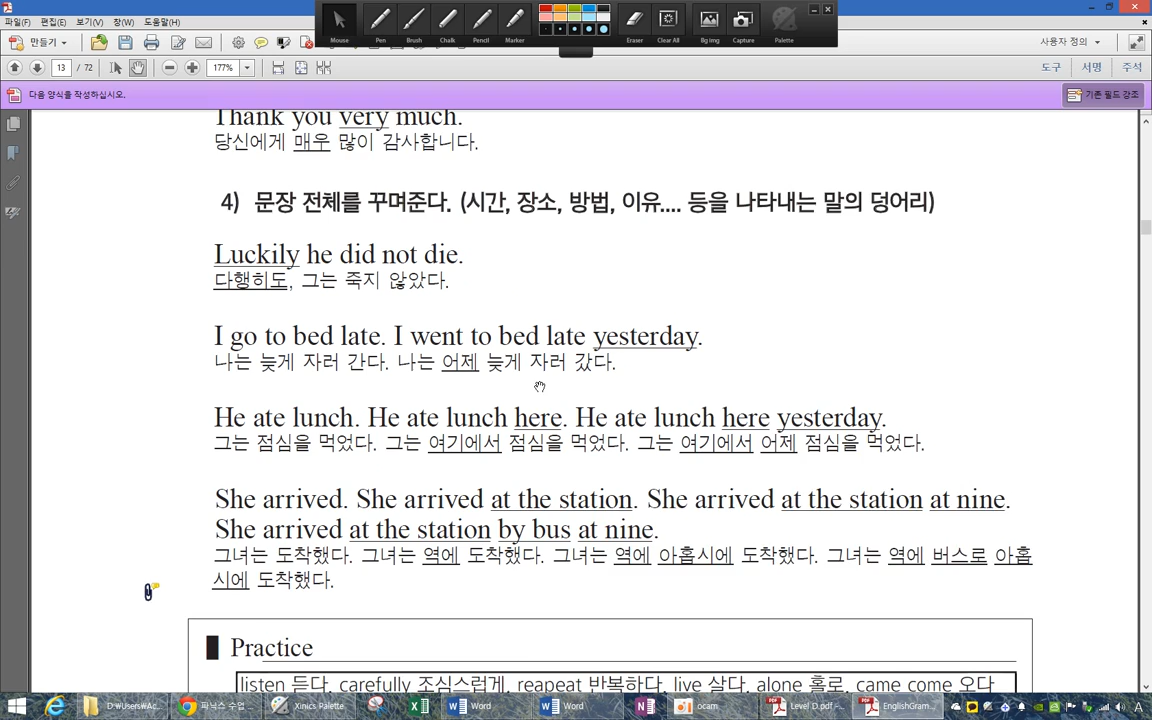 파일(F) 편집(E) 보기(V) 창(W) 도움말(H)
Mouse Pen Brush Chalk Pencil Marker Eraser Clear All Bg img Capture Palette
만들기 사용자 정의
13 / 72 177% 도구 서명 주석
다음 양식을 작성하십시오. 기존 필드 강조
Thank you very much.
당신에게 매우 많이 감사합니다.
4) 문장 전체를 꾸며준다. (시간, 장소, 방법, 이유.... 등을 나타내는 말의 덩어리)
Luckily he did not die.
다행히도, 그는 죽지 않았다.
I go to bed late. I went to bed late yesterday.
나는 늦게 자러 간다. 나는 어제 늦게 자러 갔다.
He ate lunch. He ate lunch here. He ate lunch here yesterday.
그는 점심을 먹었다. 그는 여기에서 점심을 먹었다. 그는 여기에서 어제 점심을 먹었다.
She arrived. She arrived at the station. She arrived at the station at nine.
She arrived at the station by bus at nine.
그녀는 도착했다. 그녀는 역에 도착했다. 그녀는 역에 아홉시에 도착했다. 그녀는 역에 버스로 아홉
시에 도착했다.
Practice
listen 듣다, carefully 조심스럽게, reapeat 반복하다, live 살다, alone 홀로, came come 오다
D:\Users\Ac... 파닉스 수업 ... Xinics Palette Word Word ocam Level D.pdf -... EnglishGram... A